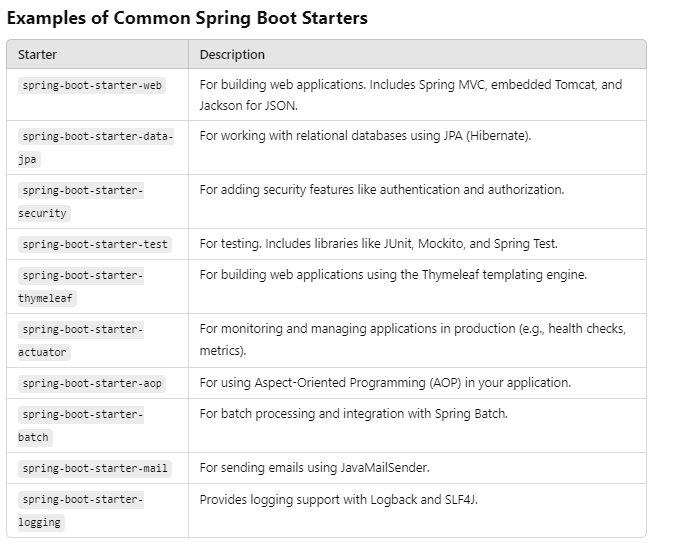 Examples of Common Spring Boot Starters
Starter Description
spring-boot-starter-web For building web applications. Includes Spring MVC, embedded Tomcat, and
Jackson for JSON.
spring-boot-starter-data- For working with relational databases using JPA (Hibernate).
jpa
spring-boot-starter- For adding security features like authentication and authorization.
security
spring-boot-starter-test For testing. Includes libraries like JUnit, Mockito, and Spring Test.
spring-boot-starter- For building web applications using the Thymeleaf templating engine.
thymeleaf
spring-boot-starter- For monitoring and managing applications in production (e.g., health checks,
actuator metrics).
spring-boot-starter-aop For using Aspect-Oriented Programming (AOP) in your application.
spring-boot-starter- For batch processing and integration with Spring Batch.
batch
spring-boot-starter-mail For sending emails using JavaMailSender.
spring-boot-starter- Provides logging support with Logback and SLF4J.
logging